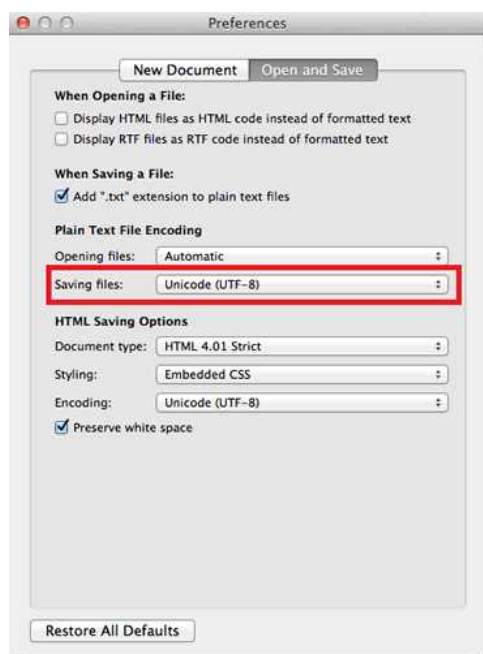 Preferences
New Document Open and Save
When Opening a File:
Display HTML files as HTML code instead of formatted text
Display RTF files as RTF code instead of formatted text
When Saving a File:
Add ".txt" extension to plain text files
Plain Text File Encoding
Opening files: Automatic
Saving files: Unicode (UTF-8)
HTML Saving Options
Document type: HTML 4.01 Strict
Styling: Embedded CSS
Encoding: Unicode (UTF-8)
Preserve white space
Restore All Defaults